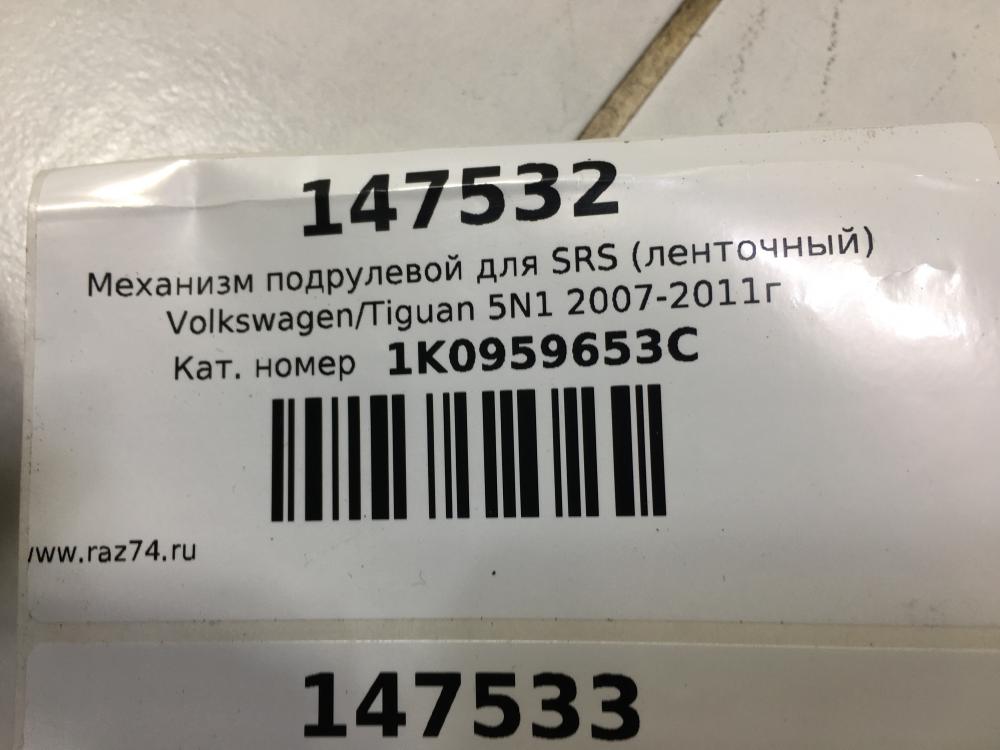 147532
Механизм подрулевой для SRS (ленточный)
Volkswagen/Tiguan 5N1 2007-2011г
Кат. номер 1K0959653C
www.raz74.ru
147533